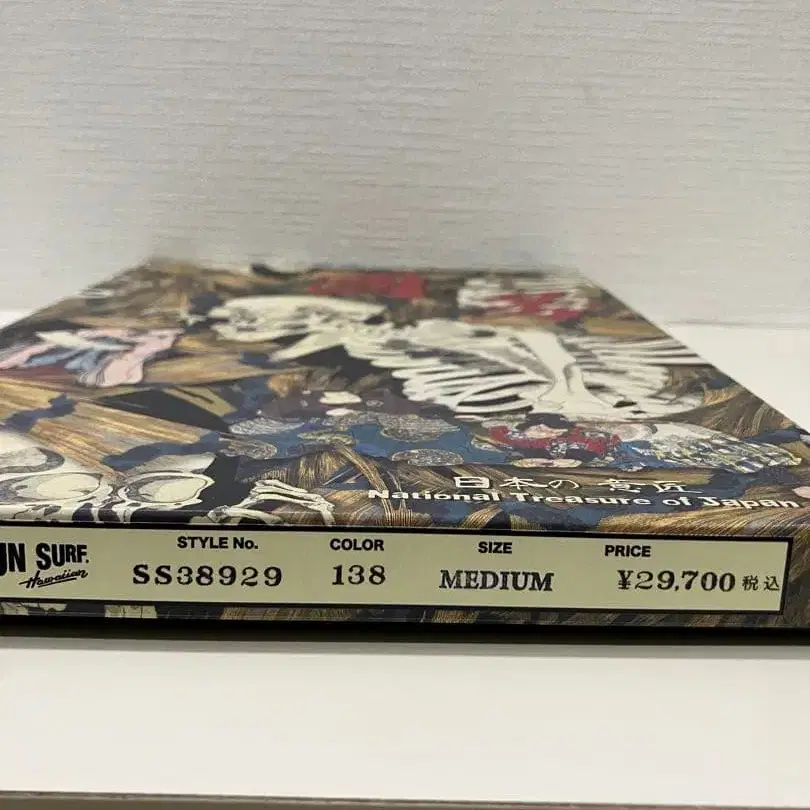 日本の意匠
National Treasure of Japan
UN SURF. STYLE No. COLOR SIZE PRICE
Hawaiian SS38929 138 MEDIUM ¥29,700 税込